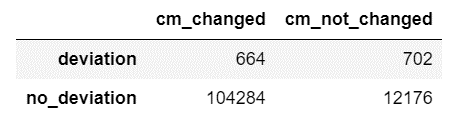 cm_changed cm_not_changed
deviation 664 702
no_deviation 104284 12176